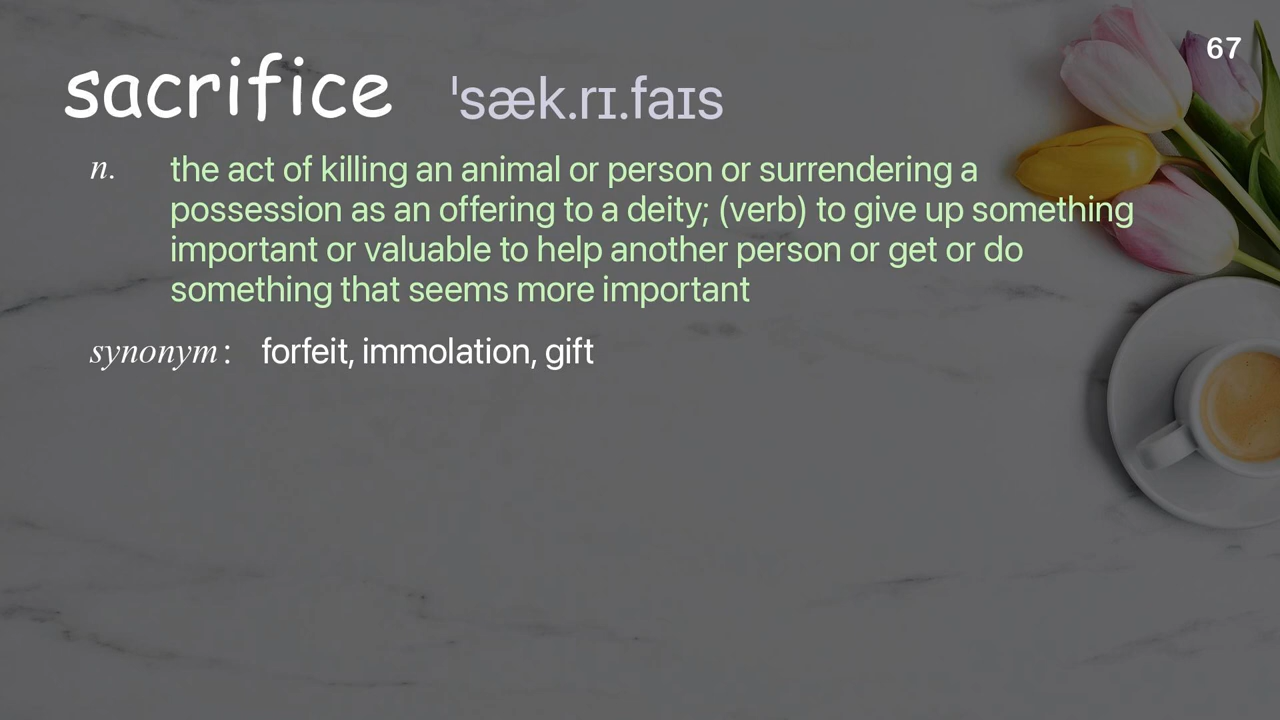 67
sacrifice ˈsæk.rɪ.faɪs
n. the act of killing an animal or person or surrendering a
possession as an offering to a deity; (verb) to give up something
important or valuable to help another person or get or do
something that seems more important
synonym: forfeit, immolation, gift